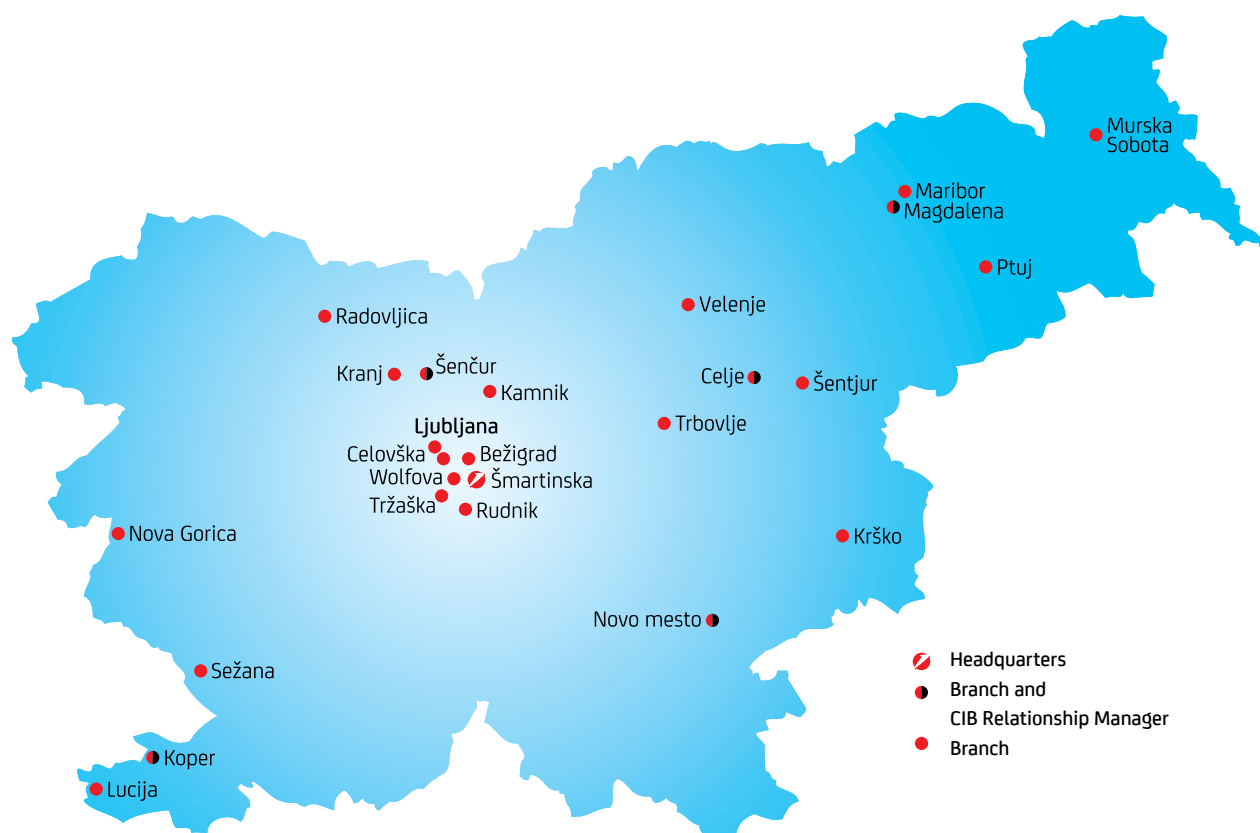 Murska
Sobota
Maribor
Magdalena
Ptuj
Velenje
Radovljica
Šenčur
Kranj
Celje
Šentjur
Kamnik
Trbovlje
Ljubljana
Celovška
Bežigrad
Wolfova
Šmartinska
Tržaška
Rudnik
Nova Gorica
Krško
Novo mesto
Sežana
Koper
Lucija
Headquarters
Branch and
CIB Relationship Manager
Branch